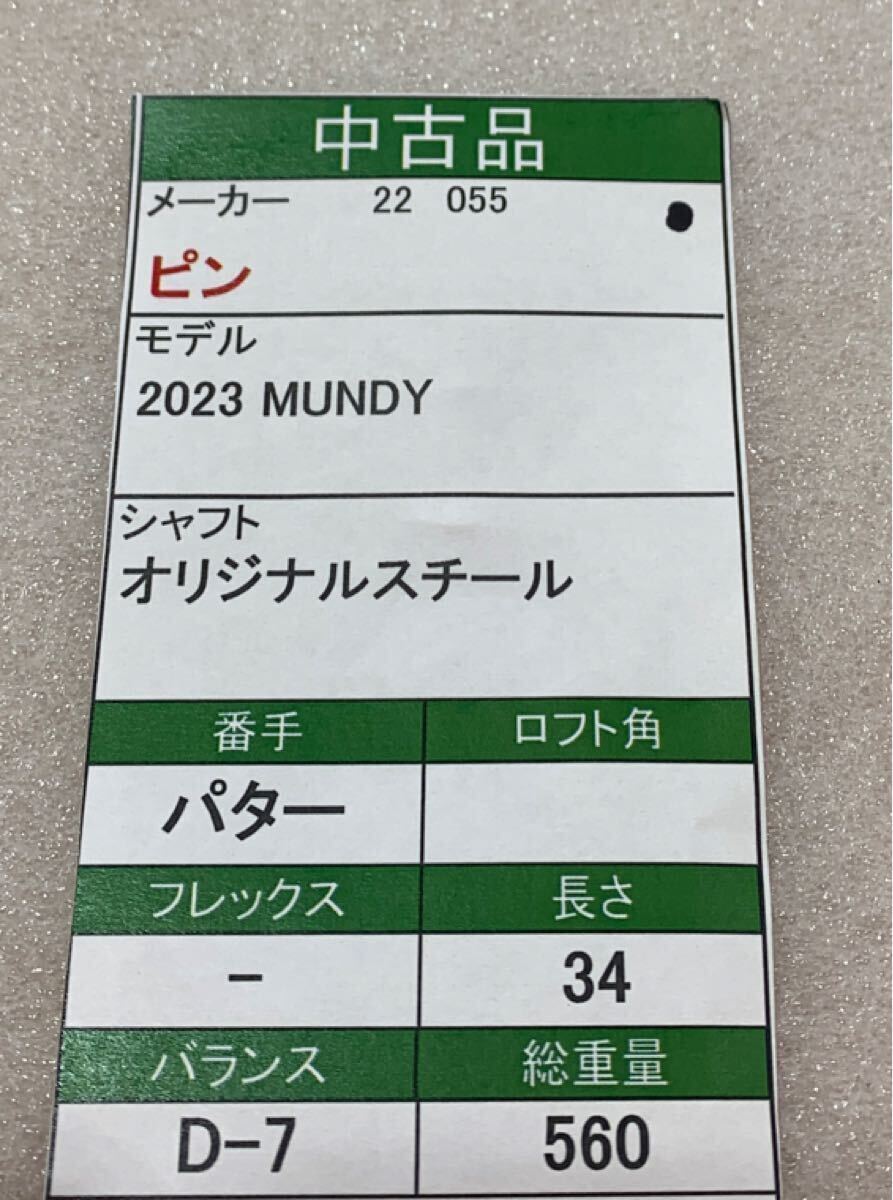 中古品
メーカー 22 055
ピン
モデル
2023 MUNDY
シャフト
オリジナルスチール
番手 ロフト角
パター
フレックス 長さ
- 34
バランス 総重量
D-7 560